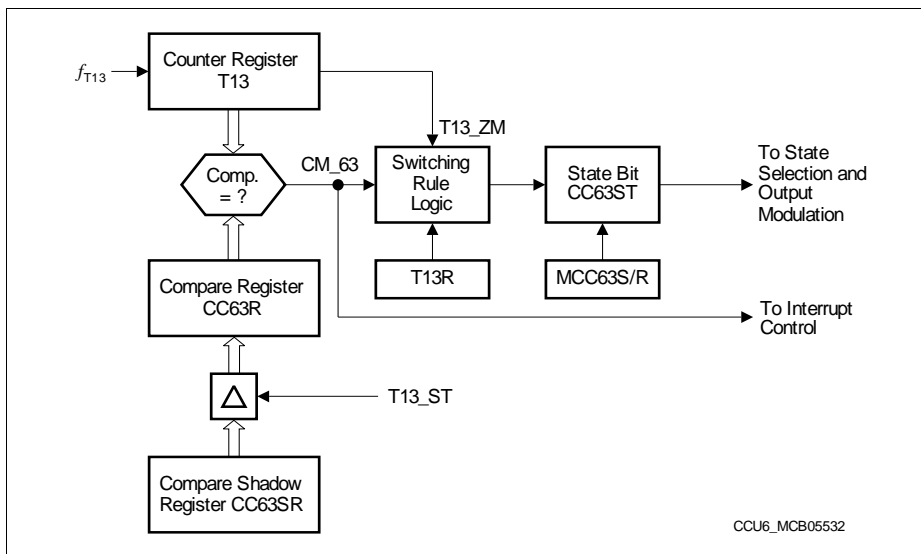 Counter Register
T13
fT13
T13_ZM
CM_63
Comp.
= ?
Switching
Rule
Logic
State Bit
CC63ST
To State
Selection and
Output
Modulation
Compare Register
CC63R
T13R
MCC63S/R
To Interrupt
Control
T13_ST
Compare Shadow
Register CC63SR
CCU6_MCB05532